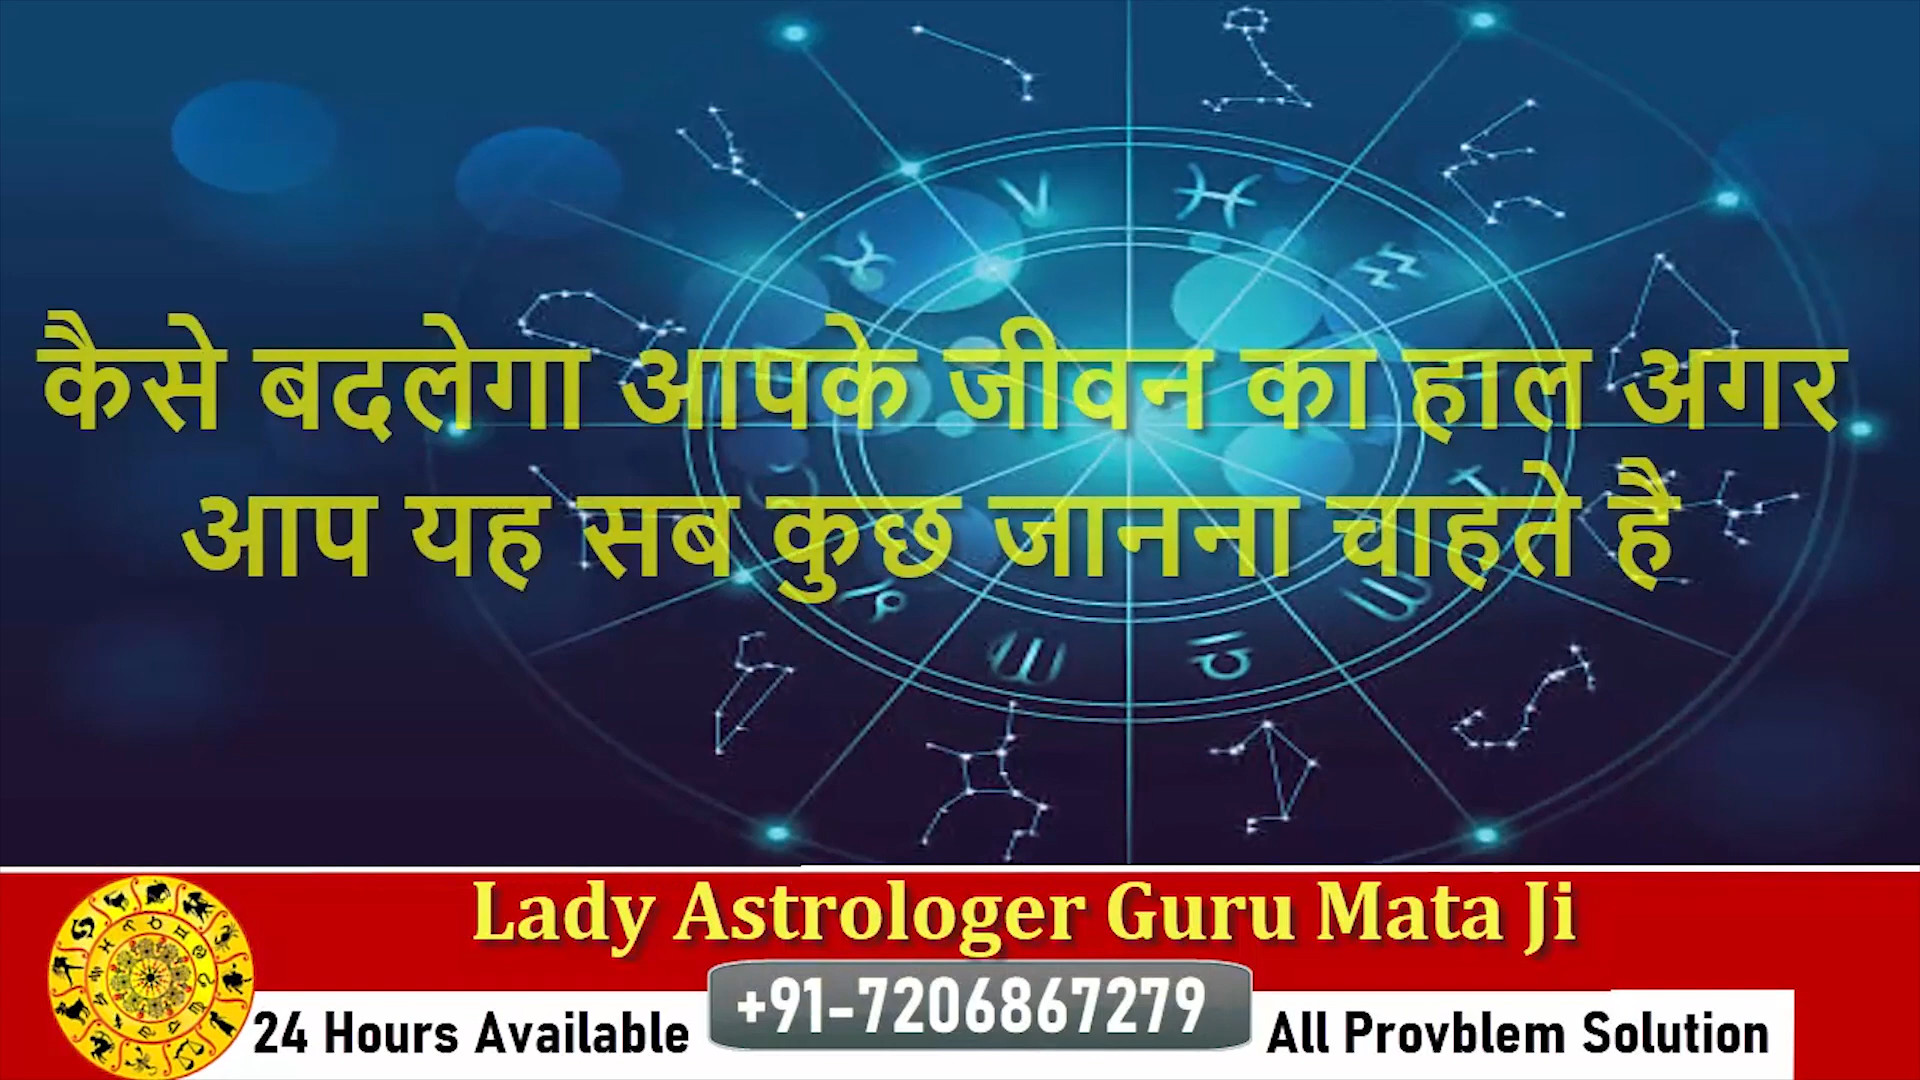 कैसे बदलेगा आपके जीवन का हाल अगर
आप यह सब कुछ जानना चाहते है
Lady Astrologer Guru Mata Ji
+91-7206867279
24 Hours Available
All Provblem Solution